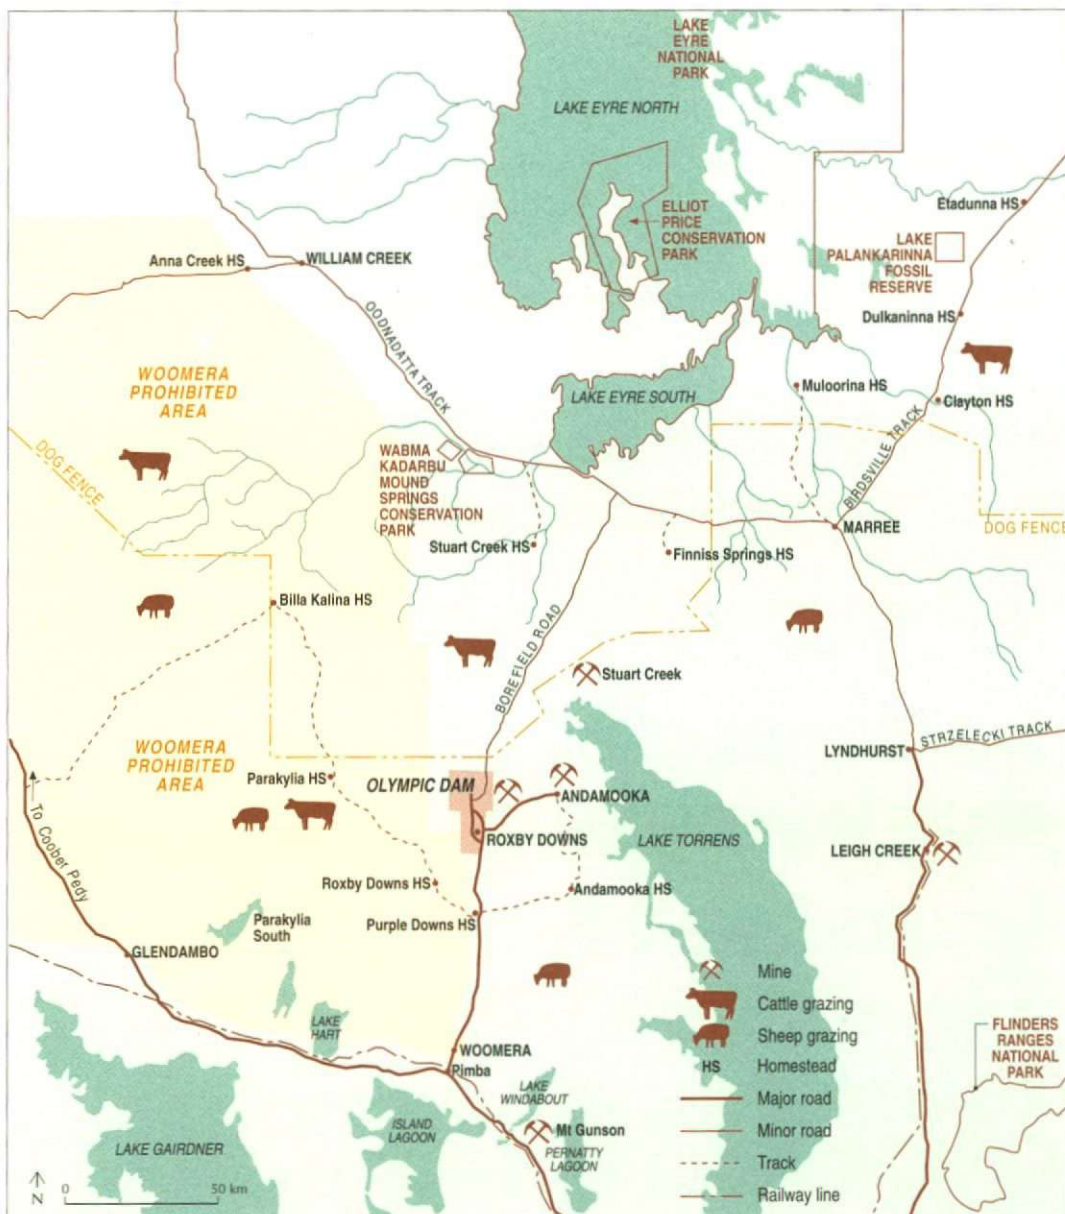 LAKE
EYRE
NATIONAL
PARK
LAKE EYRE NORTH
ELLIOT
PRICE
CONSERVATION
PARK
Etadunna HS
LAKE
PALANKARINNA
FOSSIL
RESERVE
Anna Creek HS
WILLIAM CREEK
OODNADATTA TRACK
Dulkaninna HS
WOOMERA
PROHIBITED
AREA
LAKE EYRE SOUTH
Muloorina HS
Clayton HS
BIRDSVILLE TRACK
DOG FENCE
WABMA
KADARBU
MOUND
SPRINGS
CONSERVATION
PARK
MARREE
DOG FENCE
Stuart Creek HS
Finniss Springs HS
Billa Kalina HS
BOREFIELD ROAD
Stuart Creek
WOOMERA
PROHIBITED
AREA
LYNDHURST
STRZELECKI TRACK
Parakylia HS
OLYMPIC DAM
ANDAMOOKA
To Coober Pedy
ROXBY DOWNS
LAKE TORRENS
LEIGH CREEK
Roxby Downs HS
Andamooka HS
Purple Downs HS
Parakylia
South
GLENDAMBO
Mine
Cattle grazing
Sheep grazing
HS
Homestead
Major road
Minor road
Track
Railway line
LAKE
HART
FLINDERS
RANGES
NATIONAL
PARK
WOOMERA
Pimba
LAKE
WINDABOUT
ISLAND
LAGOON
Mt Gunson
PERNATTY
LAGOON
LAKE GAIRDNER
N
0
50 km